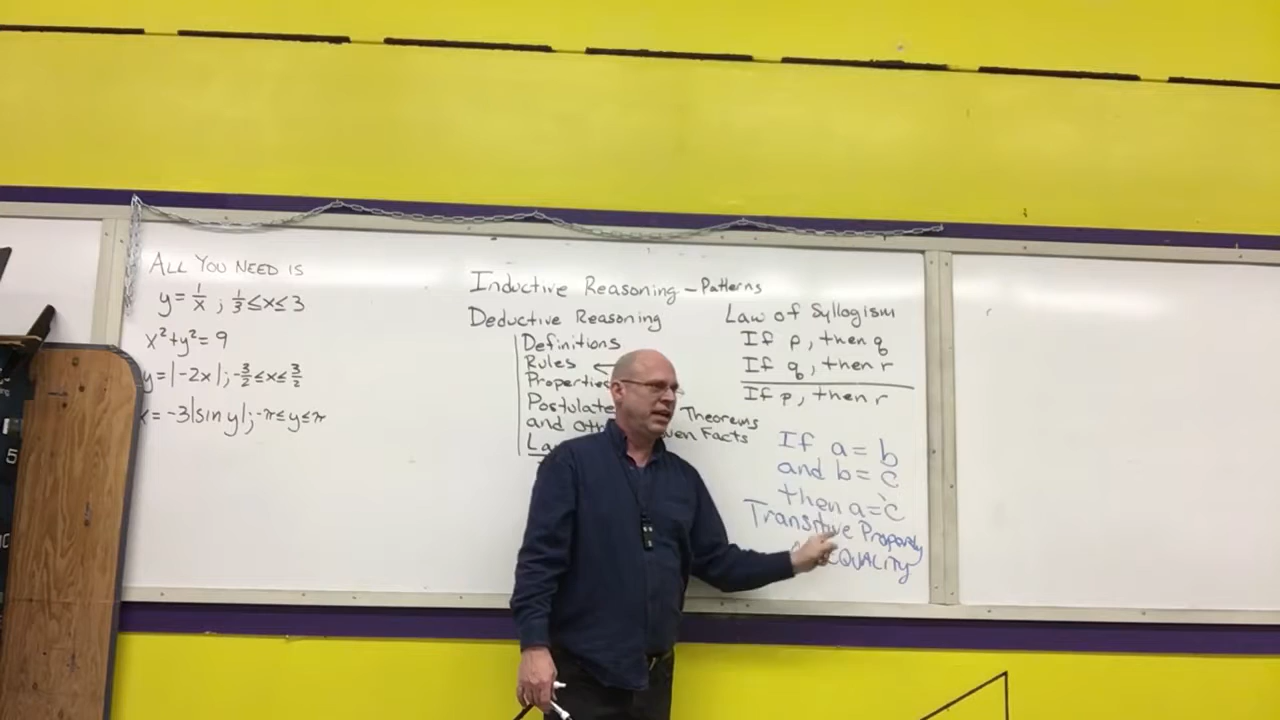 ALL YOU NEED IS
y = 1/x ; 1/3 ≤ x ≤ 3
x² + y² = 9
y = |-2x| ; -3/2 ≤ x ≤ 3/2
x = -3|sin y| ; -π ≤ y ≤ π
Inductive Reasoning - Patterns
Deductive Reasoning
Definitions
Rules
Properties
Postulate Theorems
and Facts
Law of Syllogism
If p, then q
If q, then r
If p, then r
If a = b
and b = c
then a = c
Transitive Property
EQUALITY
5